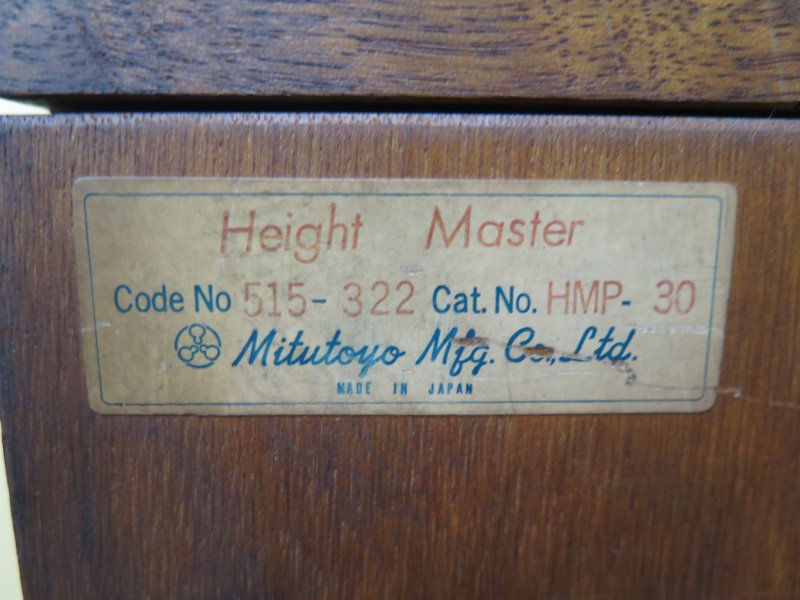 Height Master
Code No 515-322 Cat. No. HMP-30
Mitutoyo Mfg. Co., Ltd.
MADE IN JAPAN